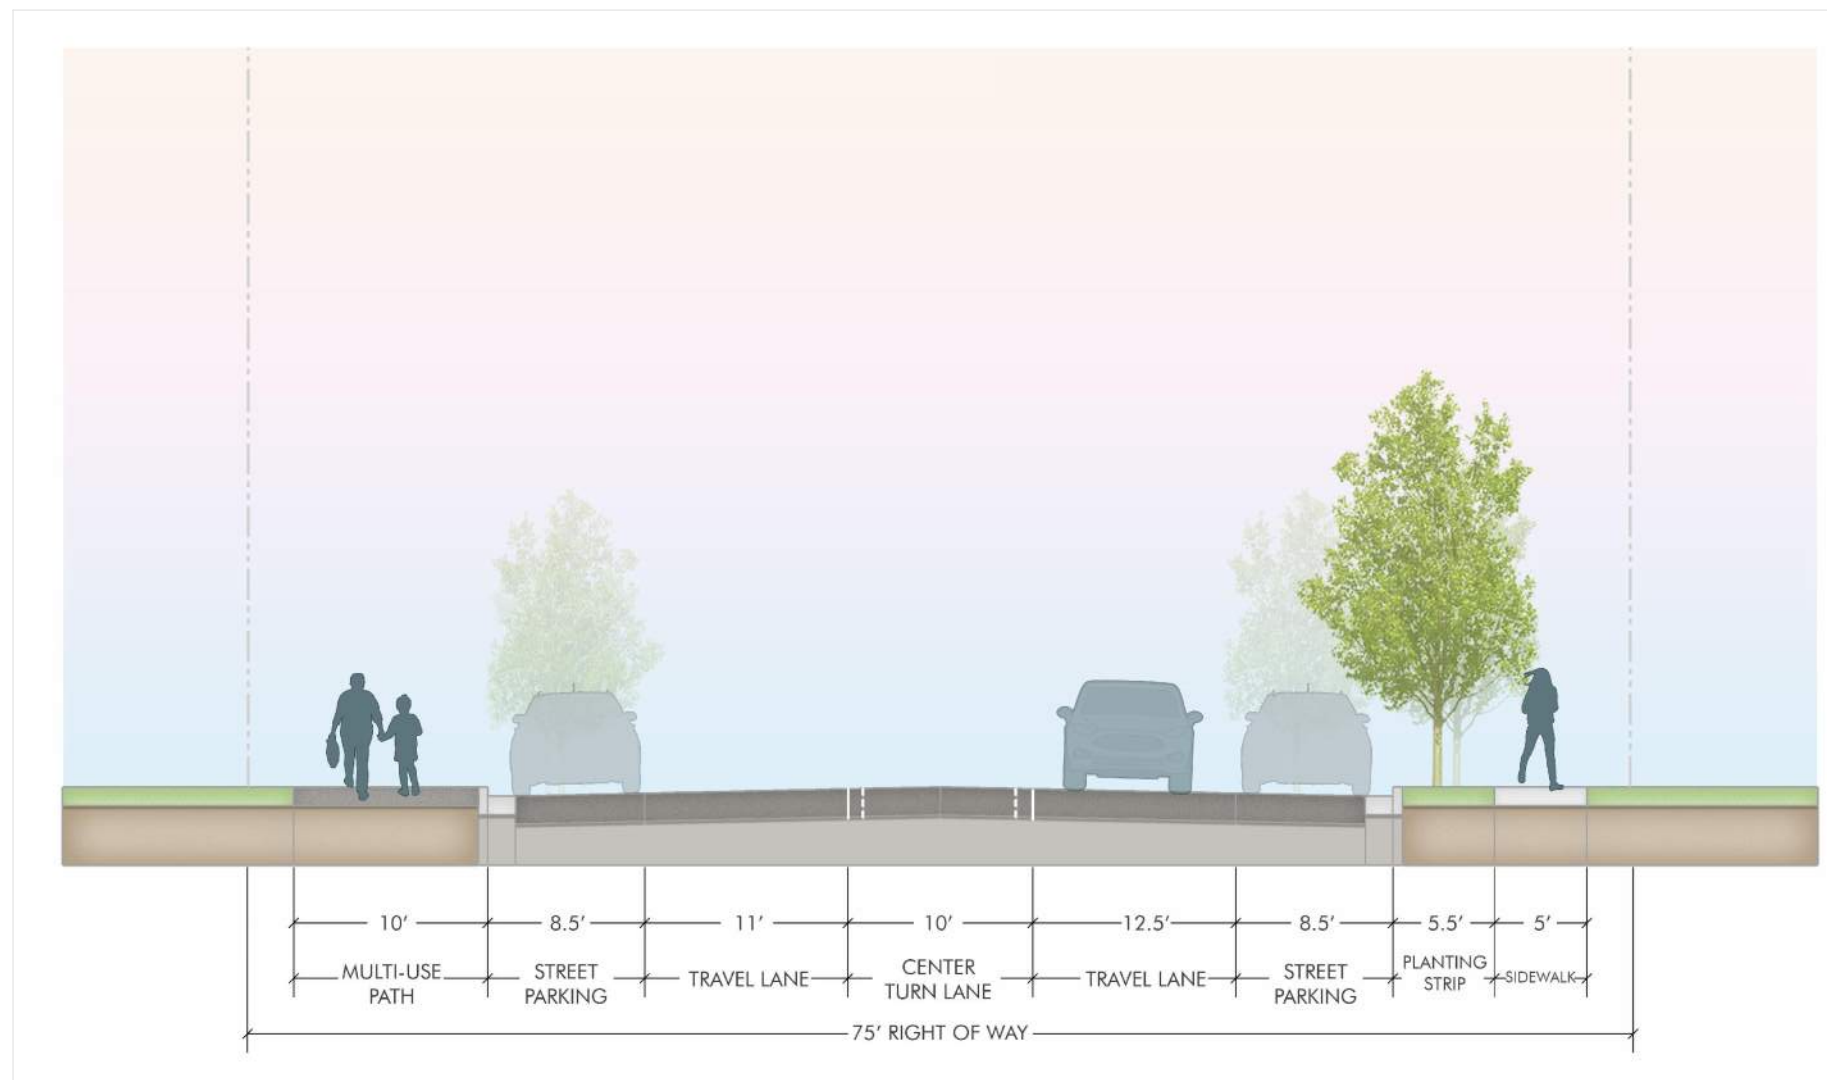 10’ 8.5’ 11’ 10’ 12.5’ 8.5’ 5.5’ 5’
MULTI-USE
PATH
STREET
PARKING
TRAVEL LANE
CENTER
TURN LANE
TRAVEL LANE
STREET
PARKING
PLANTING
STRIP
SIDEWALK
75’ RIGHT OF WAY